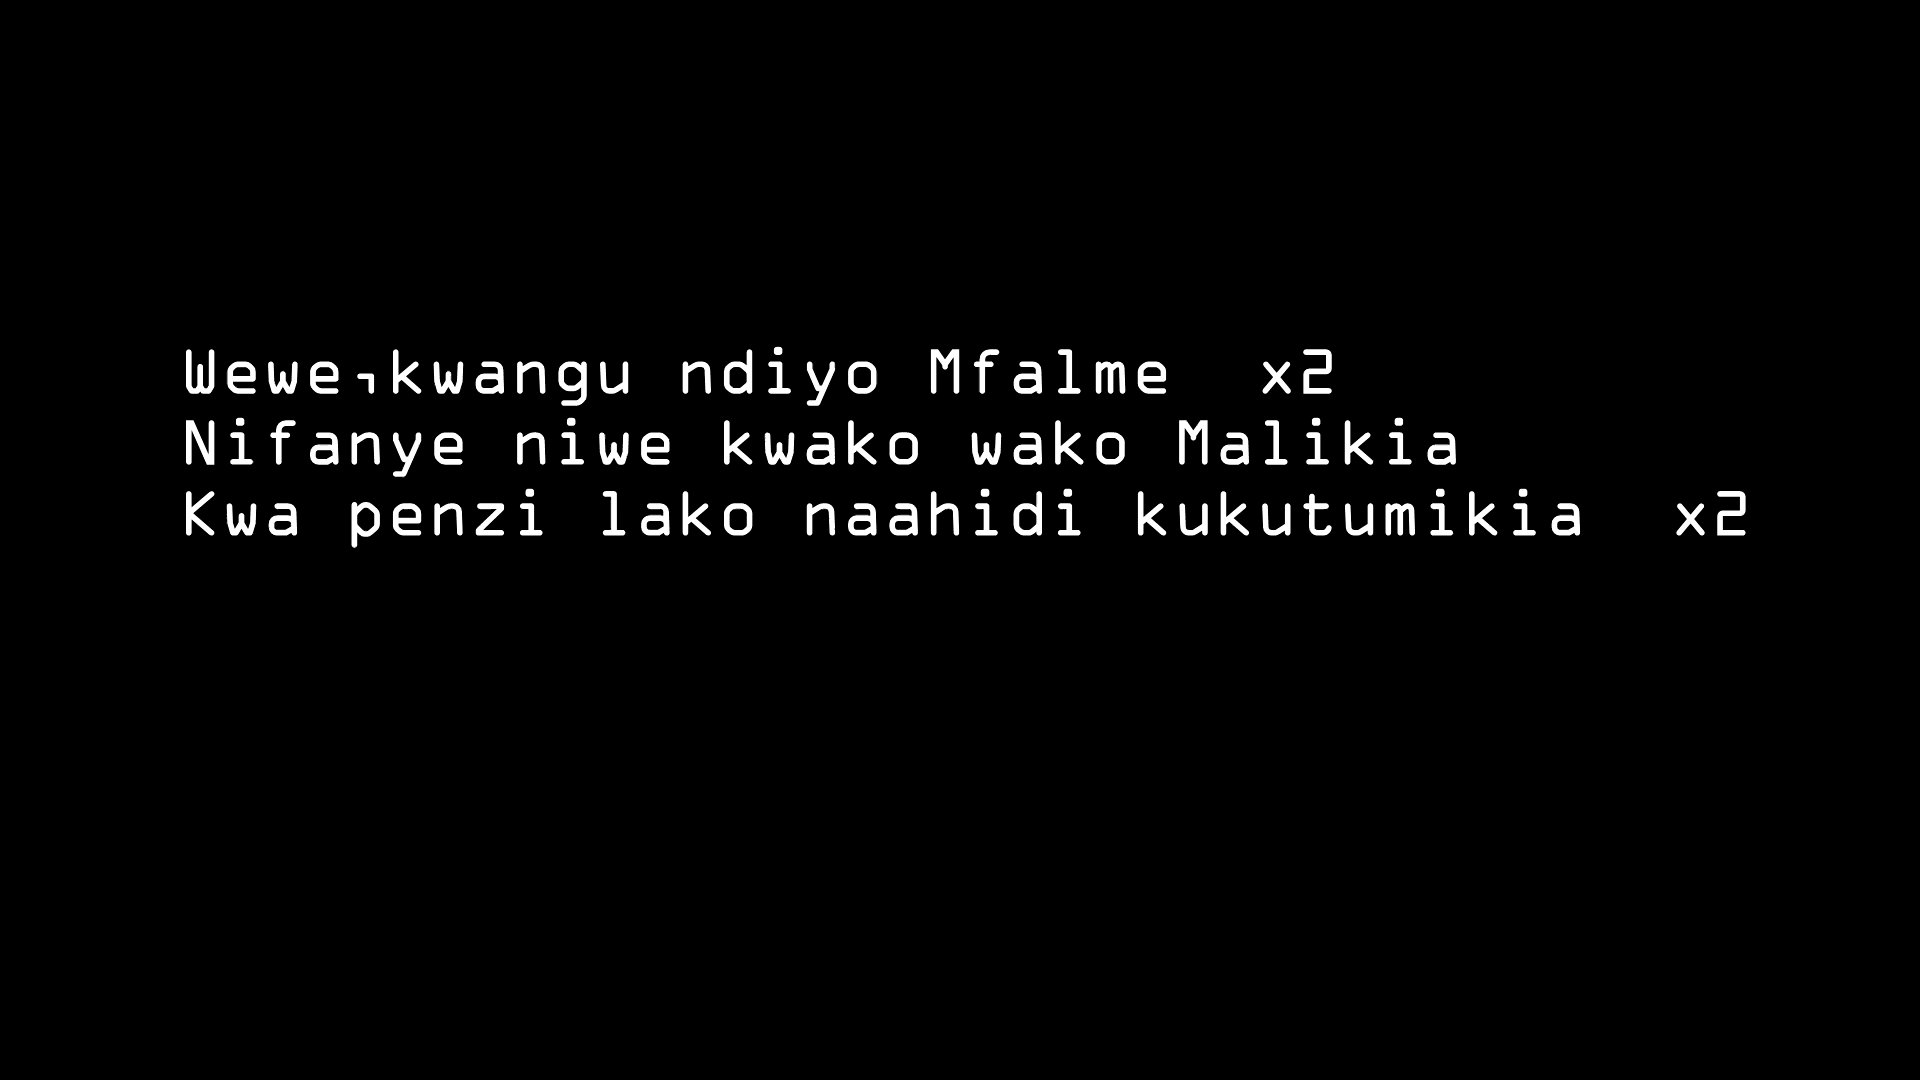 Wewe,kwangu ndiyo Mfalme  x2
Nifanye niwe kwako wako Malikia
Kwa penzi lako naahidi kukutumikia  x2